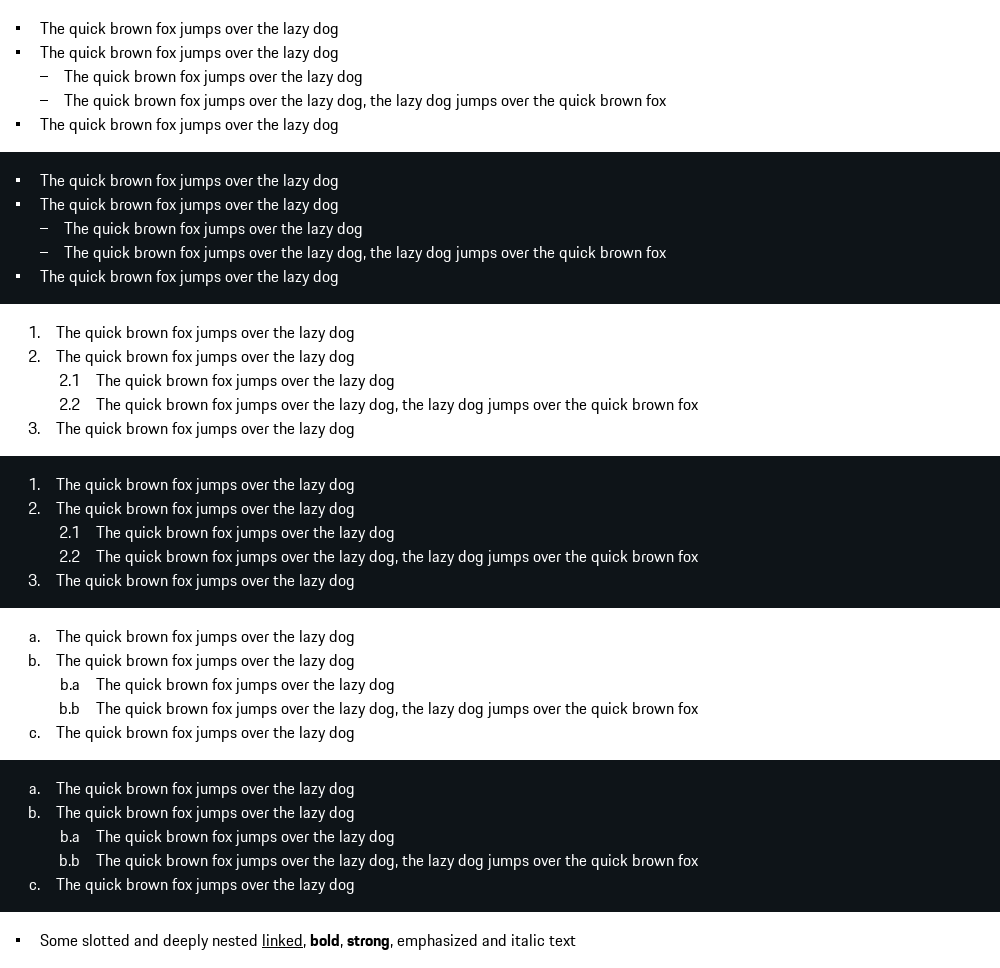 ▪ The quick brown fox jumps over the lazy dog
▪ The quick brown fox jumps over the lazy dog
– The quick brown fox jumps over the lazy dog
– The quick brown fox jumps over the lazy dog, the lazy dog jumps over the quick brown fox
▪ The quick brown fox jumps over the lazy dog
▪ The quick brown fox jumps over the lazy dog
▪ The quick brown fox jumps over the lazy dog
– The quick brown fox jumps over the lazy dog
– The quick brown fox jumps over the lazy dog, the lazy dog jumps over the quick brown fox
▪ The quick brown fox jumps over the lazy dog
1. The quick brown fox jumps over the lazy dog
2. The quick brown fox jumps over the lazy dog
2.1 The quick brown fox jumps over the lazy dog
2.2 The quick brown fox jumps over the lazy dog, the lazy dog jumps over the quick brown fox
3. The quick brown fox jumps over the lazy dog
1. The quick brown fox jumps over the lazy dog
2. The quick brown fox jumps over the lazy dog
2.1 The quick brown fox jumps over the lazy dog
2.2 The quick brown fox jumps over the lazy dog, the lazy dog jumps over the quick brown fox
3. The quick brown fox jumps over the lazy dog
a. The quick brown fox jumps over the lazy dog
b. The quick brown fox jumps over the lazy dog
b.a The quick brown fox jumps over the lazy dog
b.b The quick brown fox jumps over the lazy dog, the lazy dog jumps over the quick brown fox
c. The quick brown fox jumps over the lazy dog
a. The quick brown fox jumps over the lazy dog
b. The quick brown fox jumps over the lazy dog
b.a The quick brown fox jumps over the lazy dog
b.b The quick brown fox jumps over the lazy dog, the lazy dog jumps over the quick brown fox
c. The quick brown fox jumps over the lazy dog
▪ Some slotted and deeply nested linked, bold, strong, emphasized and italic text